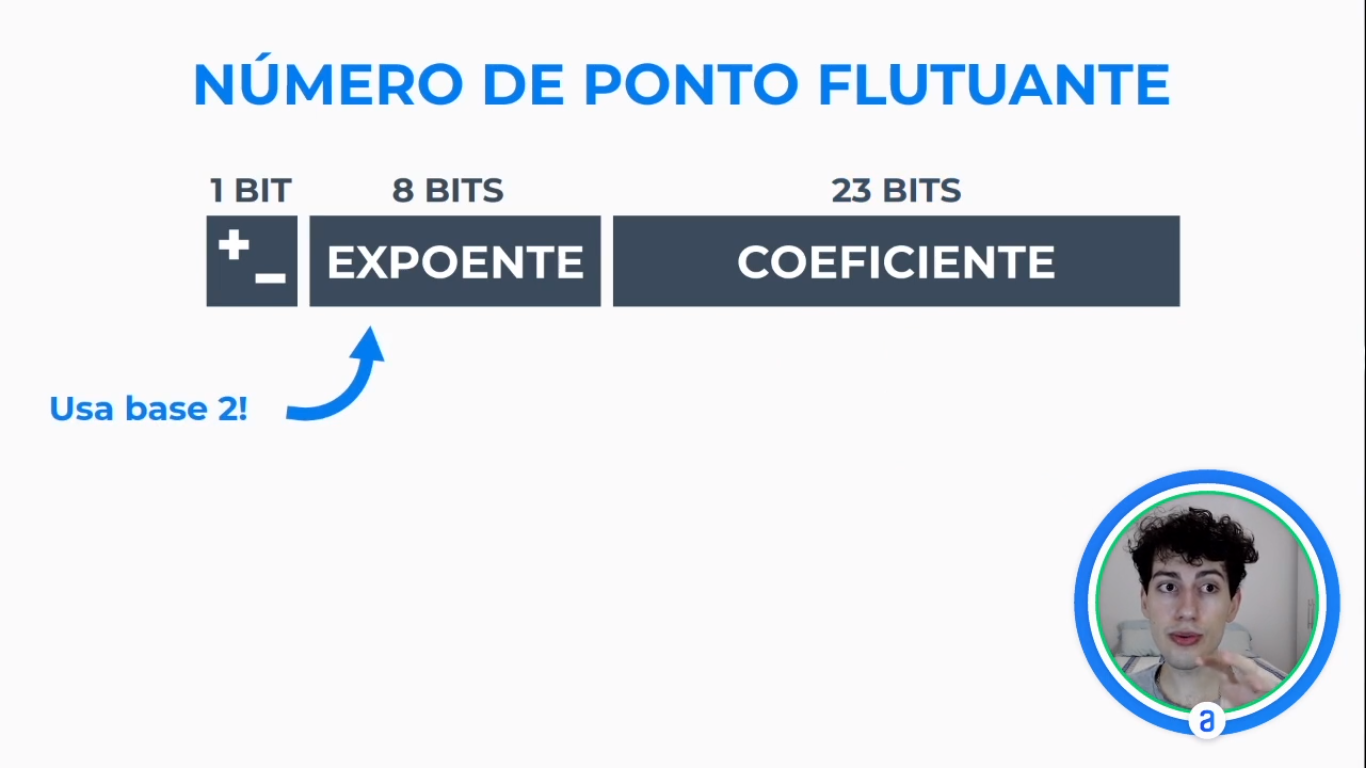 NÚMERO DE PONTO FLUTUANTE
1 BIT 8 BITS 23 BITS
+ - EXPOENTE COEFICIENTE
Usa base 2!
a